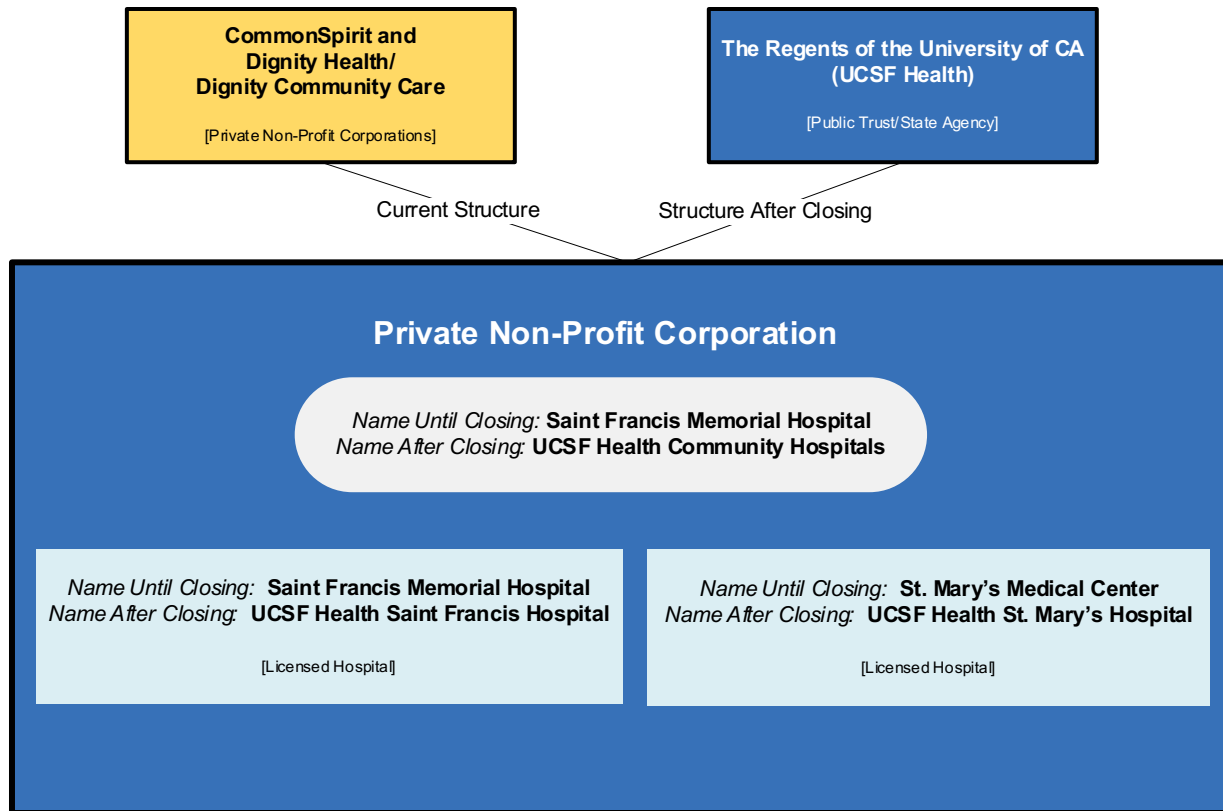 CommonSpirit and
Dignity Health/
Dignity Community Care
[Private Non-Profit Corporations]
The Regents of the University of CA
(UCSF Health)
[Public Trust/State Agency]
Current Structure
Structure After Closing
Private Non-Profit Corporation
Name Until Closing: Saint Francis Memorial Hospital
Name After Closing: UCSF Health Community Hospitals
Name Until Closing: Saint Francis Memorial Hospital
Name After Closing: UCSF Health Saint Francis Hospital
[Licensed Hospital]
Name Until Closing: St. Mary’s Medical Center
Name After Closing: UCSF Health St. Mary’s Hospital
[Licensed Hospital]